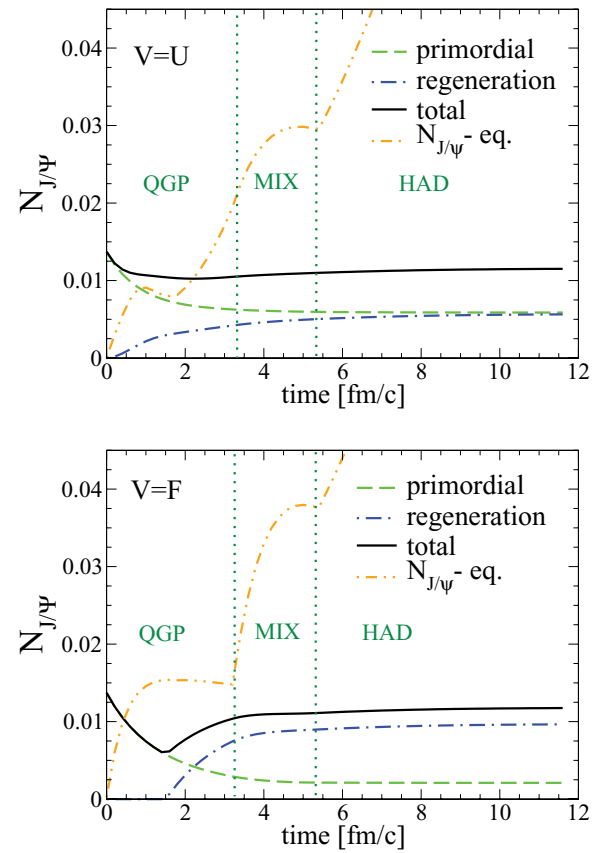 0.04
V=U
primordial
regeneration
total
N_J/ψ- eq.
0.03
N_J/Ψ
QGP
MIX
HAD
0.02
0.01
0
0 2 4 6 8 10 12
time [fm/c]
0.04
V=F
primordial
regeneration
total
N_J/ψ- eq.
0.03
N_J/Ψ
0.02
QGP
MIX
HAD
0.01
0
0 2 4 6 8 10 12
time [fm/c]